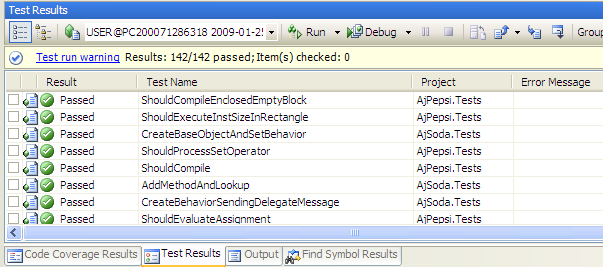 Test Results
USER@PC200071286318 2009-01-25 Run Debug Group
Test run warning Results: 142/142 passed; Item(s) checked: 0
Result Test Name Project Error Message
Passed ShouldCompileEnclosedEmptyBlock AjPepsi.Tests
Passed ShouldExecuteInstSizeInRectangle AjPepsi.Tests
Passed CreateBaseObjectAndSetBehavior AjSoda.Tests
Passed ShouldProcessSetOperator AjPepsi.Tests
Passed ShouldCompile AjPepsi.Tests
Passed AddMethodAndLookup AjSoda.Tests
Passed CreateBehaviorSendingDelegateMessage AjSoda.Tests
Passed ShouldEvaluateAssignment AjPepsi.Tests
Code Coverage Results Test Results Output Find Symbol Results